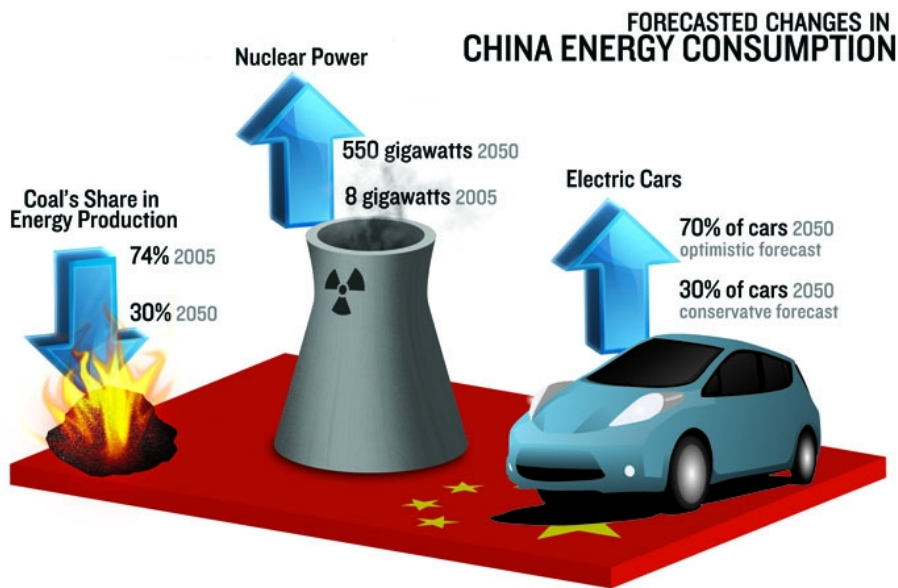 FORECASTED CHANGES IN
CHINA ENERGY CONSUMPTION
Nuclear Power
550 gigawatts 2050
8 gigawatts 2005
Coal's Share in
Energy Production
74% 2005
30% 2050
Electric Cars
70% of cars 2050
optimistic forecast
30% of cars 2050
conservatve forecast